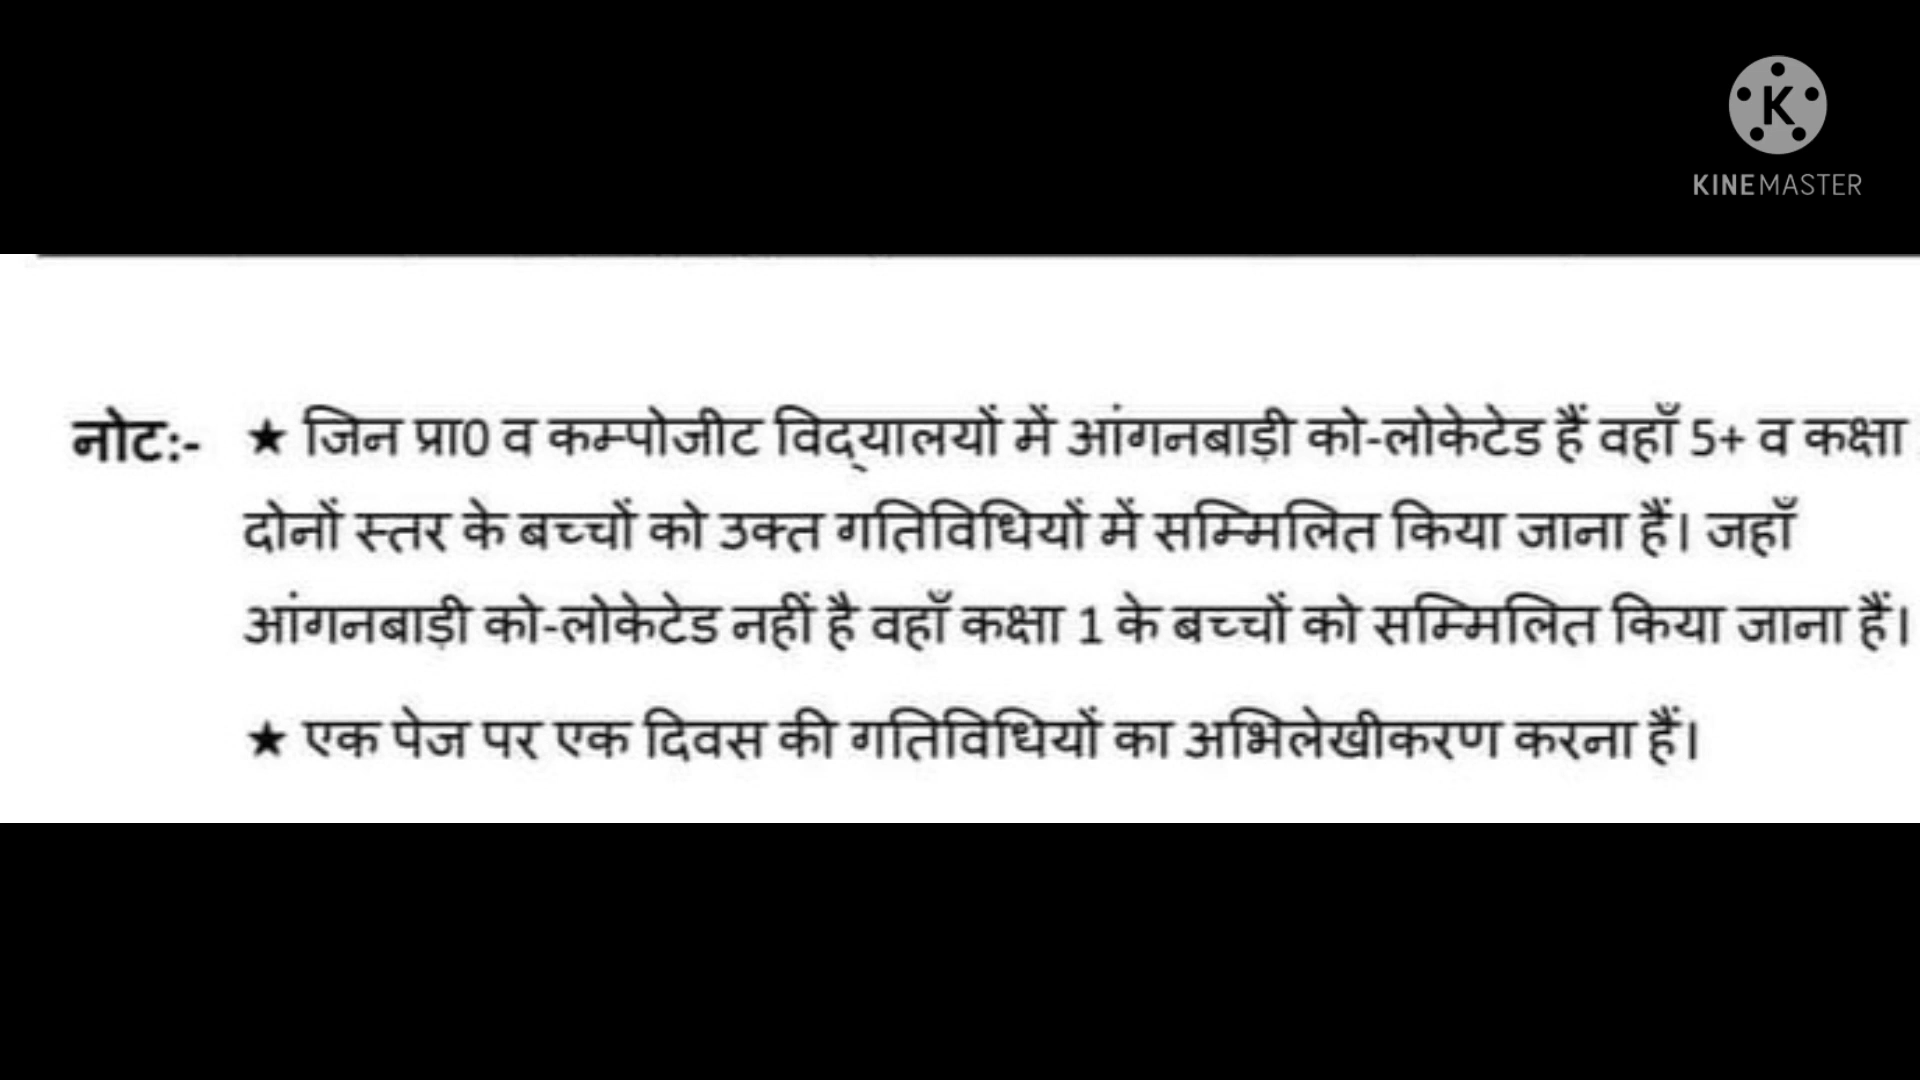 KINEMASTER
नोटः- ★ जिन प्रा0 व कम्पोजीट विद्यालयों में आंगनबाड़ी को-लोकेटेड हैं वहाँ 5+ व कक्षा
दोनों स्तर के बच्चों को उक्त गतिविधियों में सम्मिलित किया जाना हैं। जहाँ
आंगनबाड़ी को-लोकेटेड नहीं है वहाँ कक्षा 1 के बच्चों को सम्मिलित किया जाना हैं।
★ एक पेज पर एक दिवस की गतिविधियों का अभिलेखीकरण करना हैं।